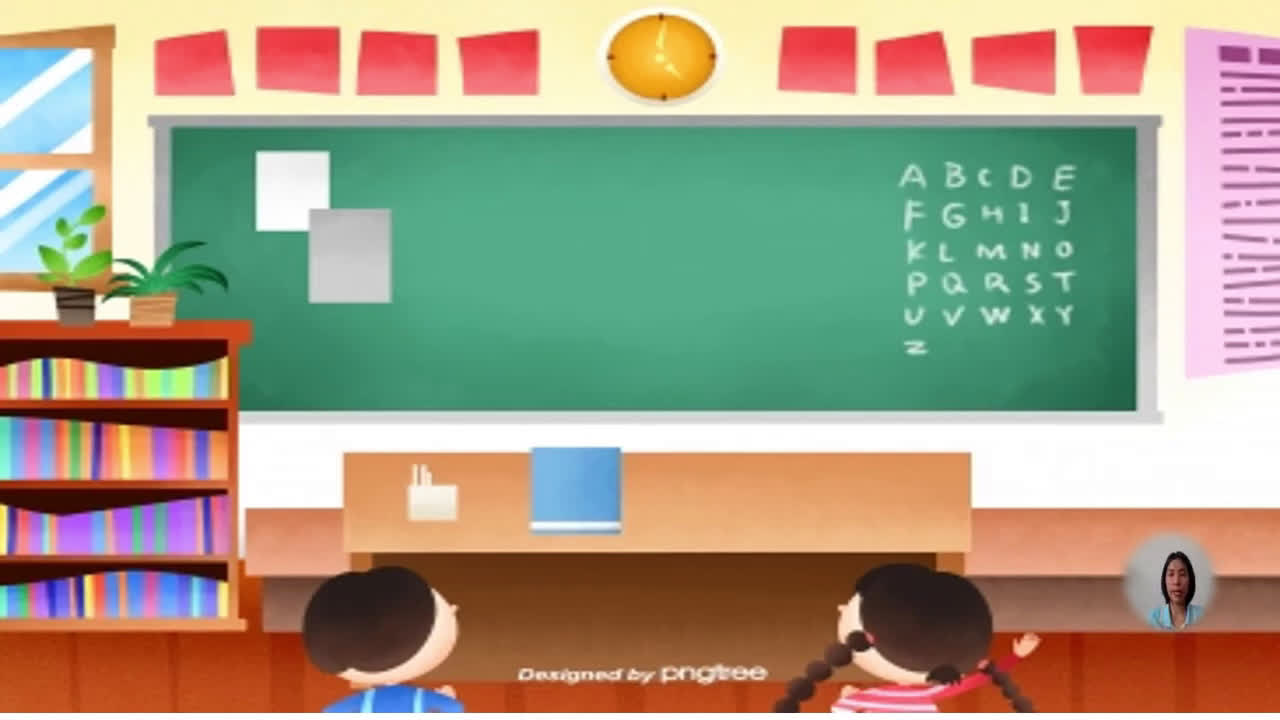 A B C D E
F G H I J
K L M N O
P Q R S T
U V W X Y
Z
Designed by pngtree